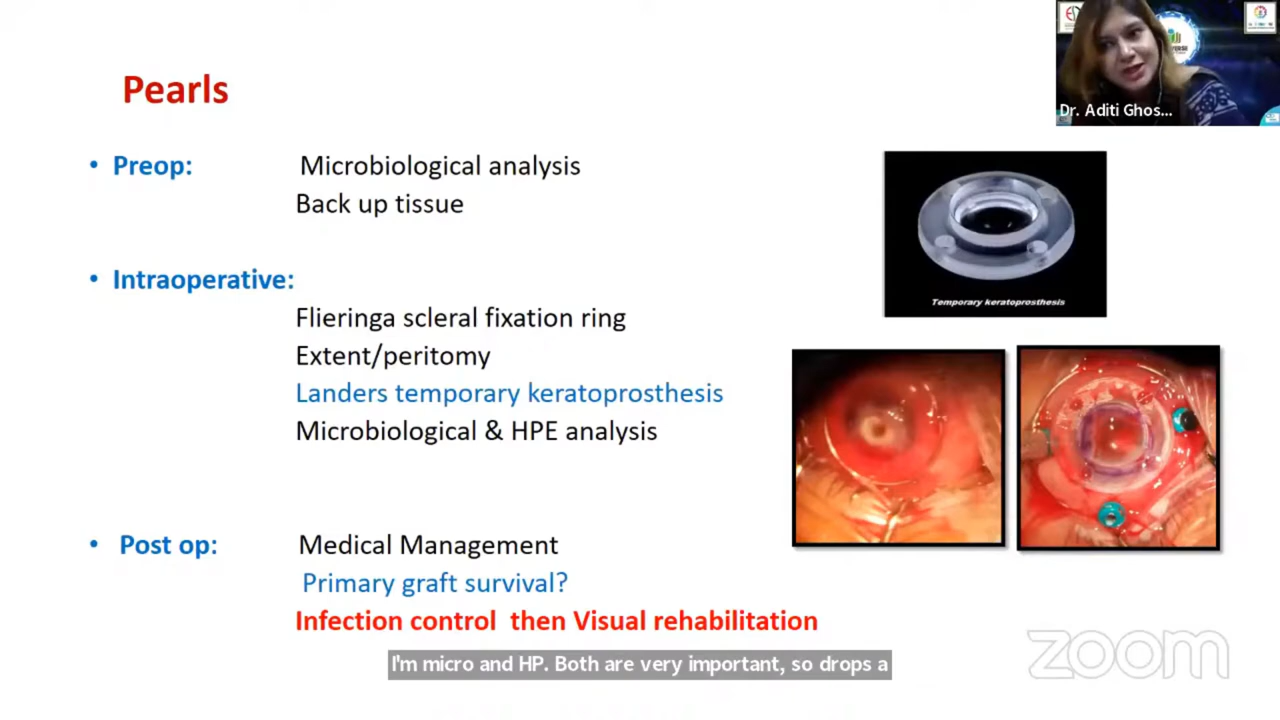 Pearls
Dr. Aditi Ghos...
• Preop: Microbiological analysis
Back up tissue
Temporary keratoprosthesis
• Intraoperative:
Flieringa scleral fixation ring
Extent/peritomy
Landers temporary keratoprosthesis
Microbiological & HPE analysis
• Post op: Medical Management
Primary graft survival?
Infection control then Visual rehabilitation
I'm micro and HP. Both are very important, so drops a
zoom